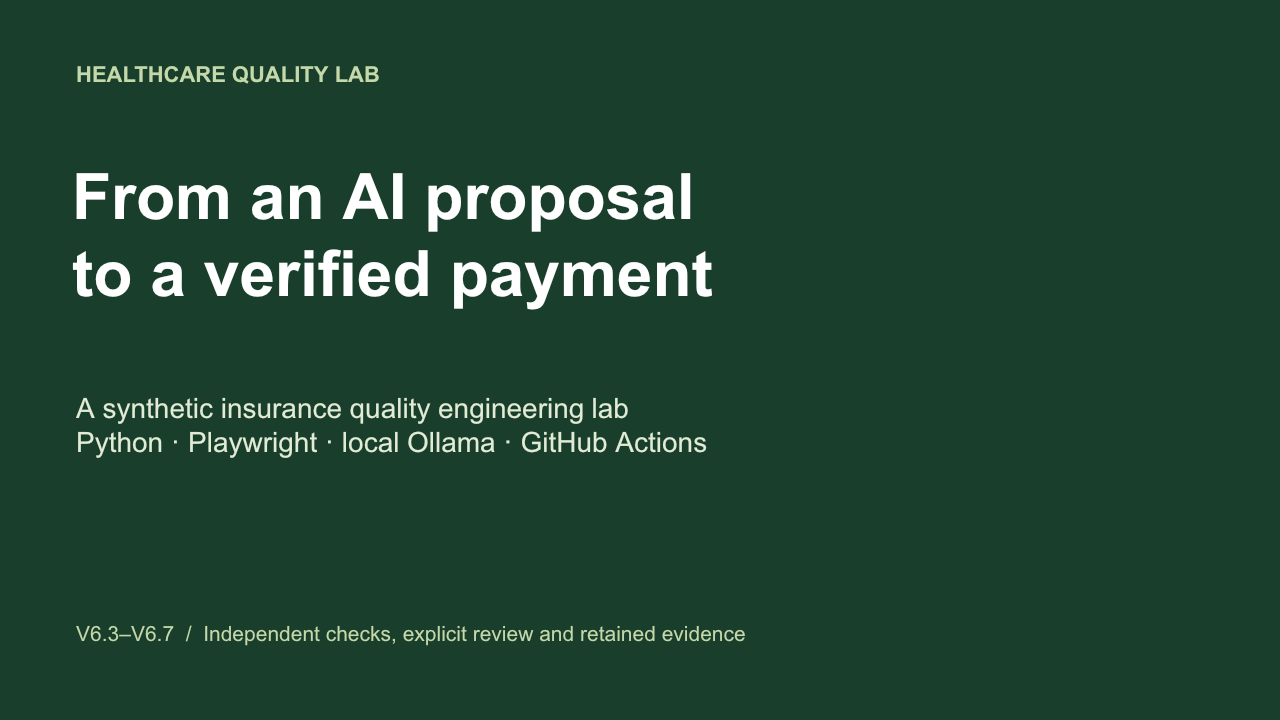 HEALTHCARE QUALITY LAB
From an AI proposal
to a verified payment
A synthetic insurance quality engineering lab
Python · Playwright · local Ollama · GitHub Actions
V6.3–V6.7 / Independent checks, explicit review and retained evidence